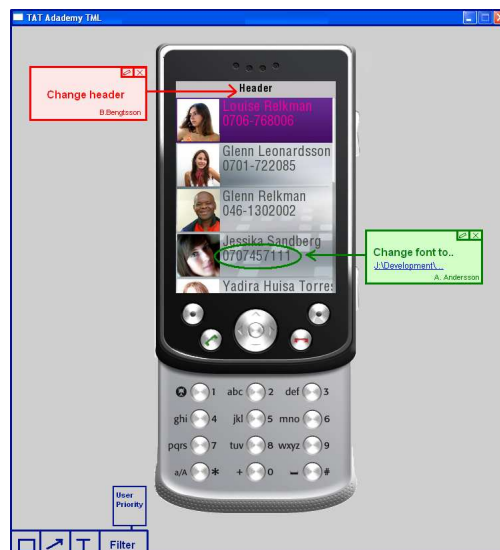 TAT Adademy TML
Change header
B.Bengtsson
Header
Louise Relkman
0706-768006
Glenn Leonardsson
0701-722085
Glenn Relkman
046-1302002
Jessika Sandberg
0707457111
Yadira Huisa Torres
Change font to..
J:\Development\...
A. Andersson
1 abc 2 def 3
ghi 4 jkl 5 mno 6
pqrs 7 tuv 8 wxyz 9
a/A * + 0 #
User
Priority
T Filter